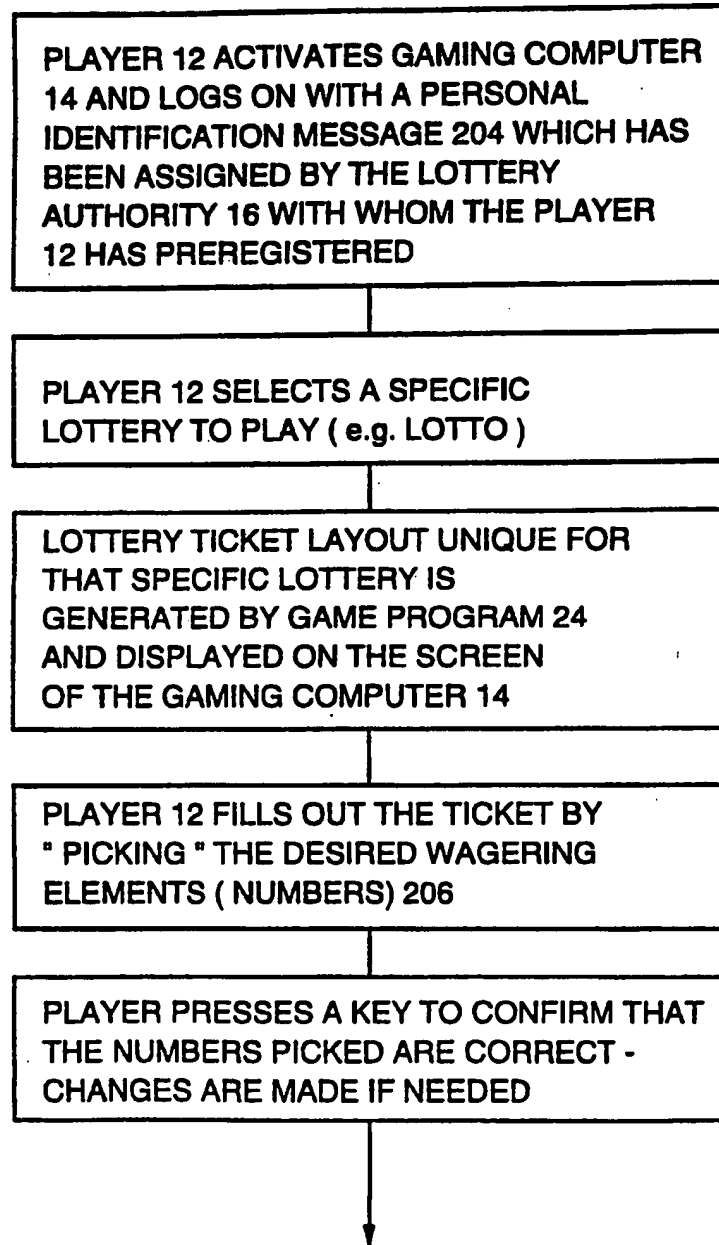 PLAYER 12 ACTIVATES GAMING COMPUTER
14 AND LOGS ON WITH A PERSONAL
IDENTIFICATION MESSAGE 204 WHICH HAS
BEEN ASSIGNED BY THE LOTTERY
AUTHORITY 16 WITH WHOM THE PLAYER
12 HAS PREREGISTERED
PLAYER 12 SELECTS A SPECIFIC
LOTTERY TO PLAY ( e.g. LOTTO )
LOTTERY TICKET LAYOUT UNIQUE FOR
THAT SPECIFIC LOTTERY IS
GENERATED BY GAME PROGRAM 24
AND DISPLAYED ON THE SCREEN
OF THE GAMING COMPUTER 14
PLAYER 12 FILLS OUT THE TICKET BY
" PICKING " THE DESIRED WAGERING
ELEMENTS ( NUMBERS) 206
PLAYER PRESSES A KEY TO CONFIRM THAT
THE NUMBERS PICKED ARE CORRECT -
CHANGES ARE MADE IF NEEDED